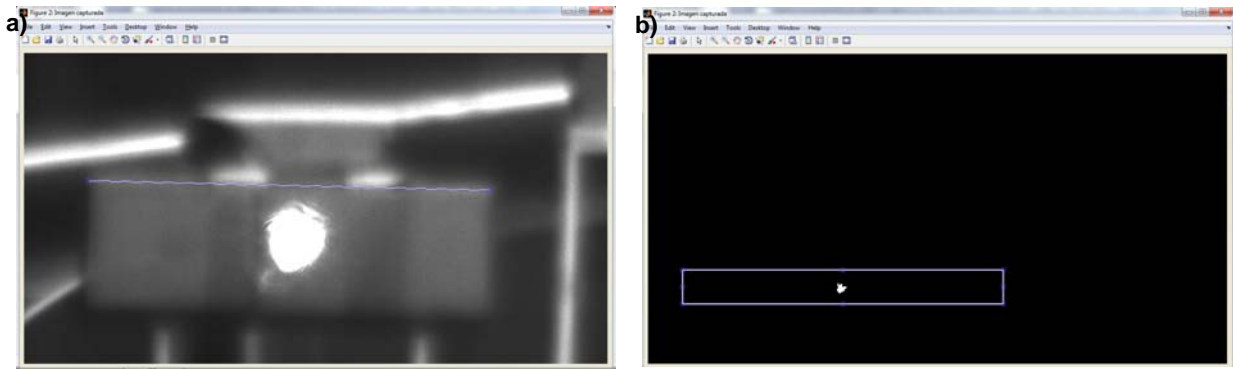 a)
Figure 2: Imagen capturada
File Edit View Insert Tools Desktop Window Help
b)
Figure 2: Imagen capturada
Edit View Insert Tools Desktop Window Help